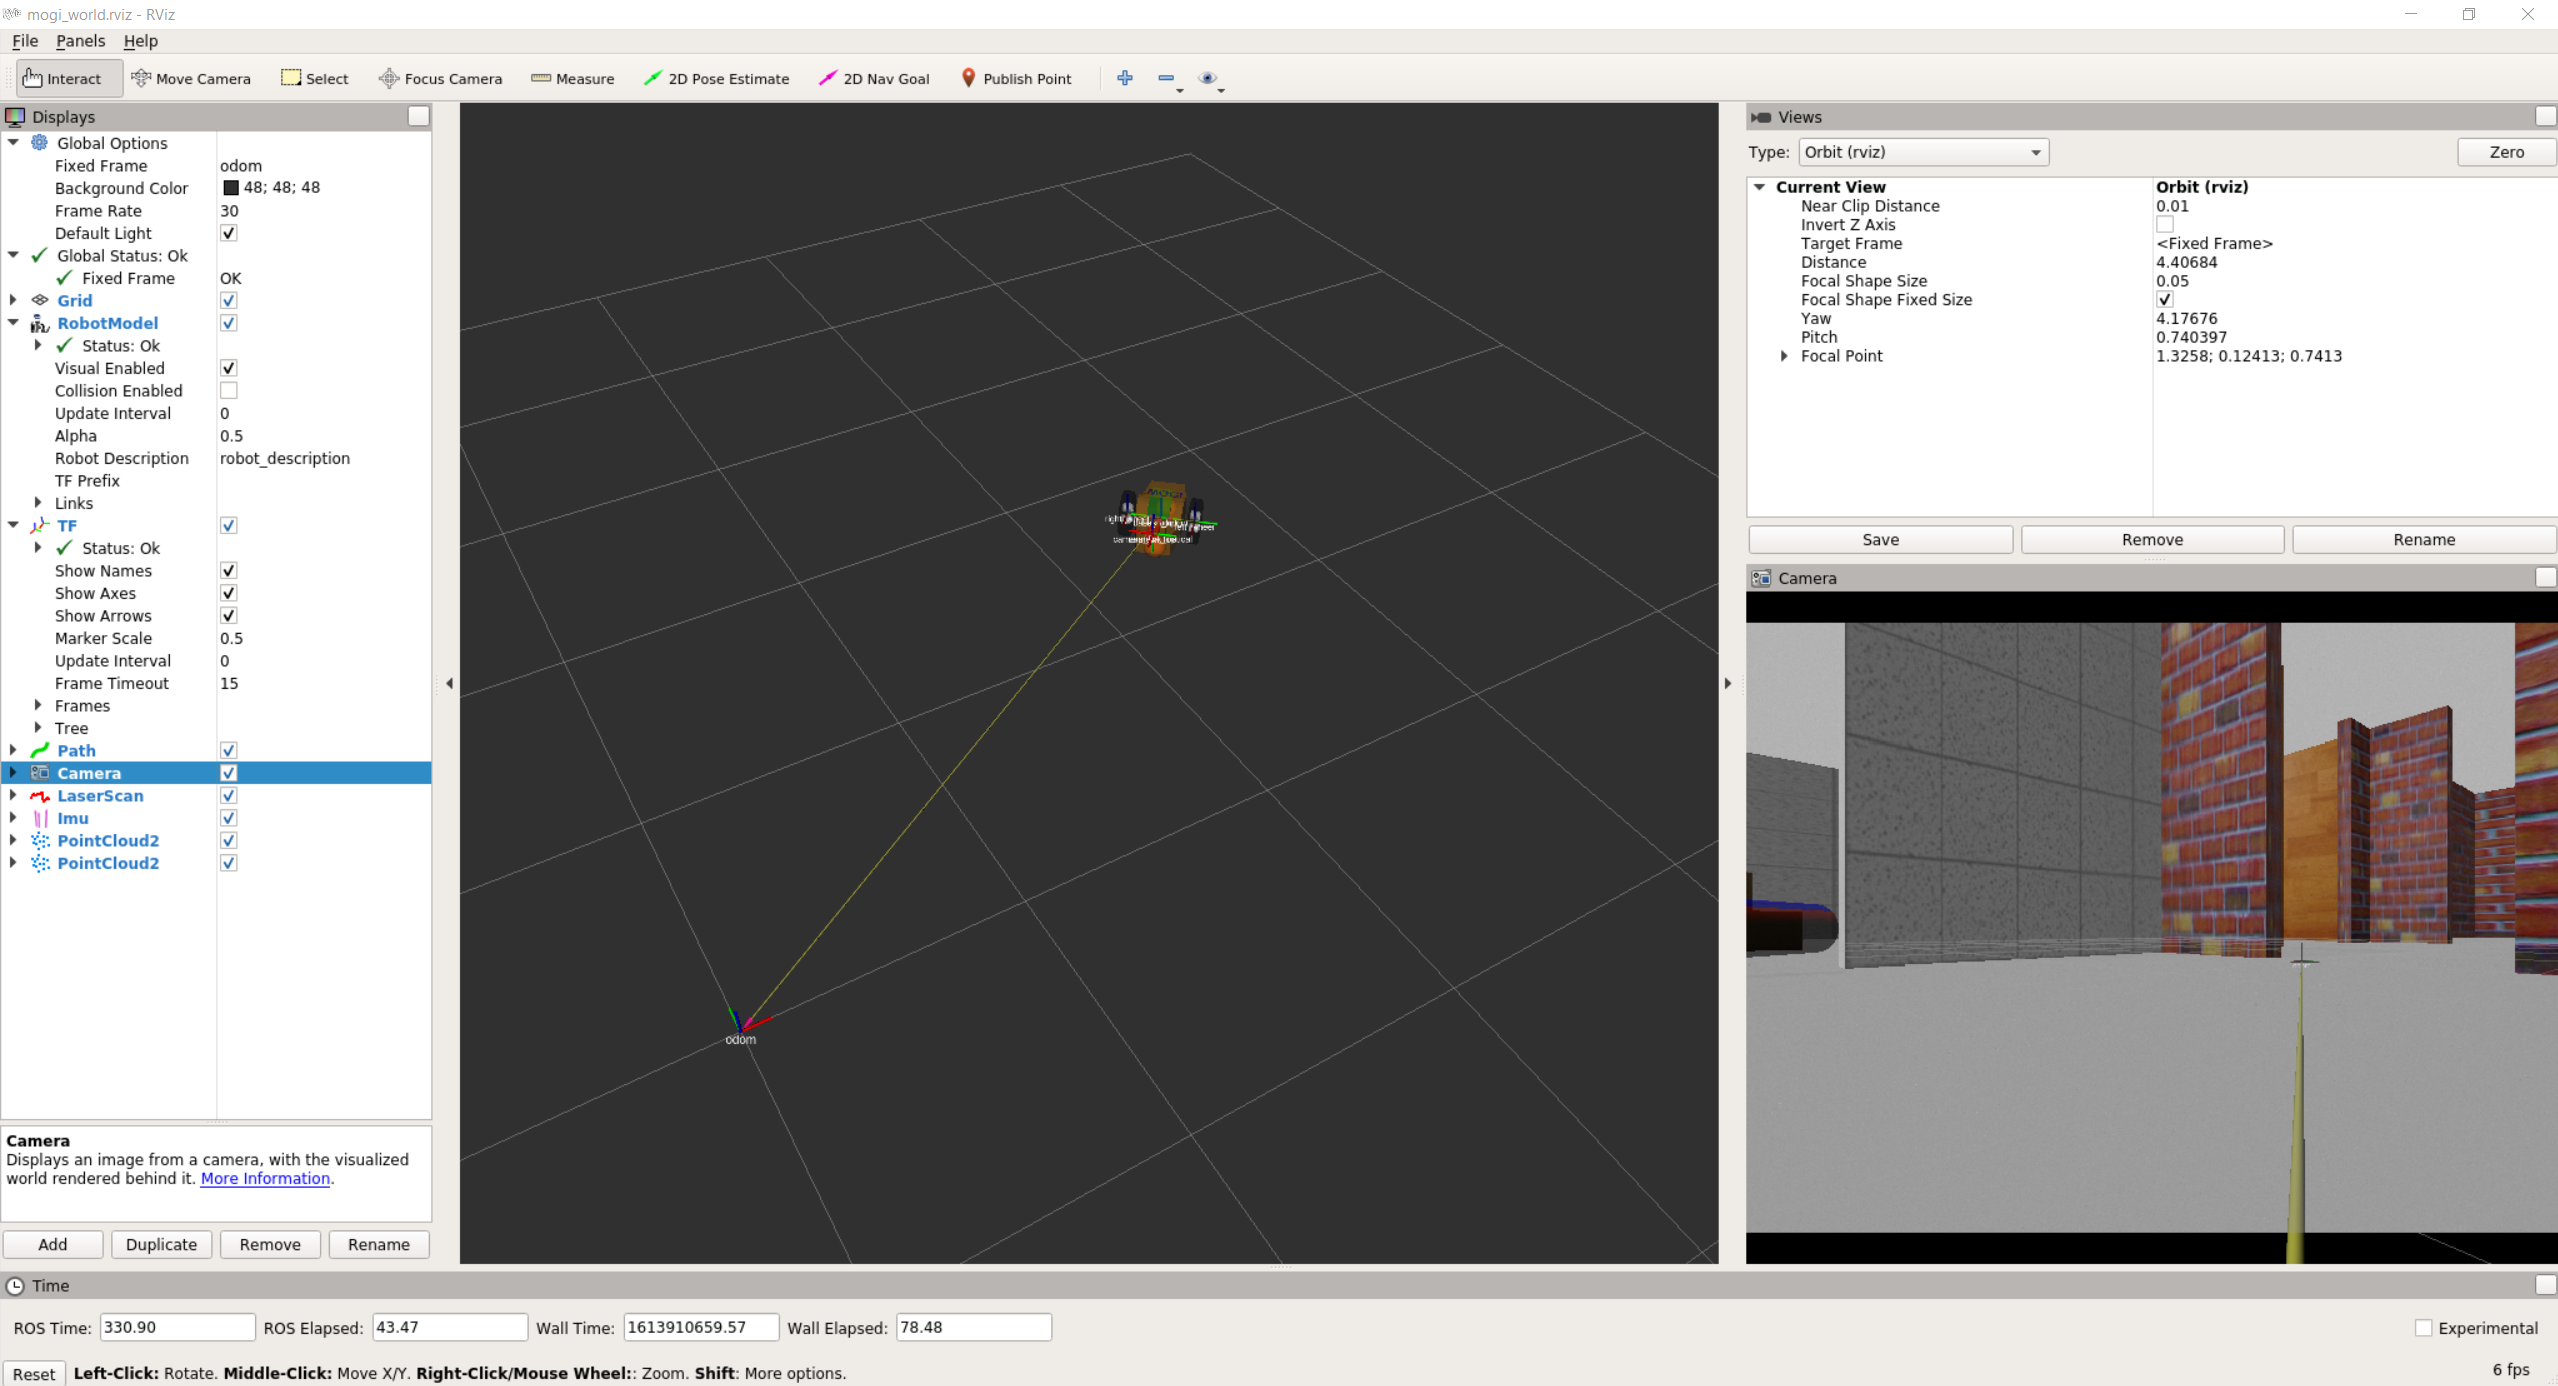 mogi_world.rviz - RViz
File Panels Help
Interact Move Camera Select Focus Camera Measure 2D Pose Estimate 2D Nav Goal Publish Point
Displays
Global Options
Fixed Frame odom
Background Color 48; 48; 48
Frame Rate 30
Default Light
Global Status: Ok
Fixed Frame OK
Grid
RobotModel
Status: Ok
Visual Enabled
Collision Enabled
Update Interval 0
Alpha 0.5
Robot Description robot_description
TF Prefix
Links
TF
Status: Ok
Show Names
Show Axes
Show Arrows
Marker Scale 0.5
Update Interval 0
Frame Timeout 15
Frames
Tree
Path
Camera
LaserScan
Imu
PointCloud2
PointCloud2
Camera
Displays an image from a camera, with the visualized
world rendered behind it. More Information.
Add Duplicate Remove Rename
MOGI
odom
Views
Type: Orbit (rviz) Zero
Current View Orbit (rviz)
Near Clip Distance 0.01
Invert Z Axis
Target Frame <Fixed Frame>
Distance 4.40684
Focal Shape Size 0.05
Focal Shape Fixed Size
Yaw 4.17676
Pitch 0.740397
Focal Point 1.3258; 0.12413; 0.7413
Save Remove Rename
Camera
Time
ROS Time: 330.90 ROS Elapsed: 43.47 Wall Time: 1613910659.57 Wall Elapsed: 78.48 Experimental
Reset Left-Click: Rotate. Middle-Click: Move X/Y. Right-Click/Mouse Wheel:: Zoom. Shift: More options. 6 fps